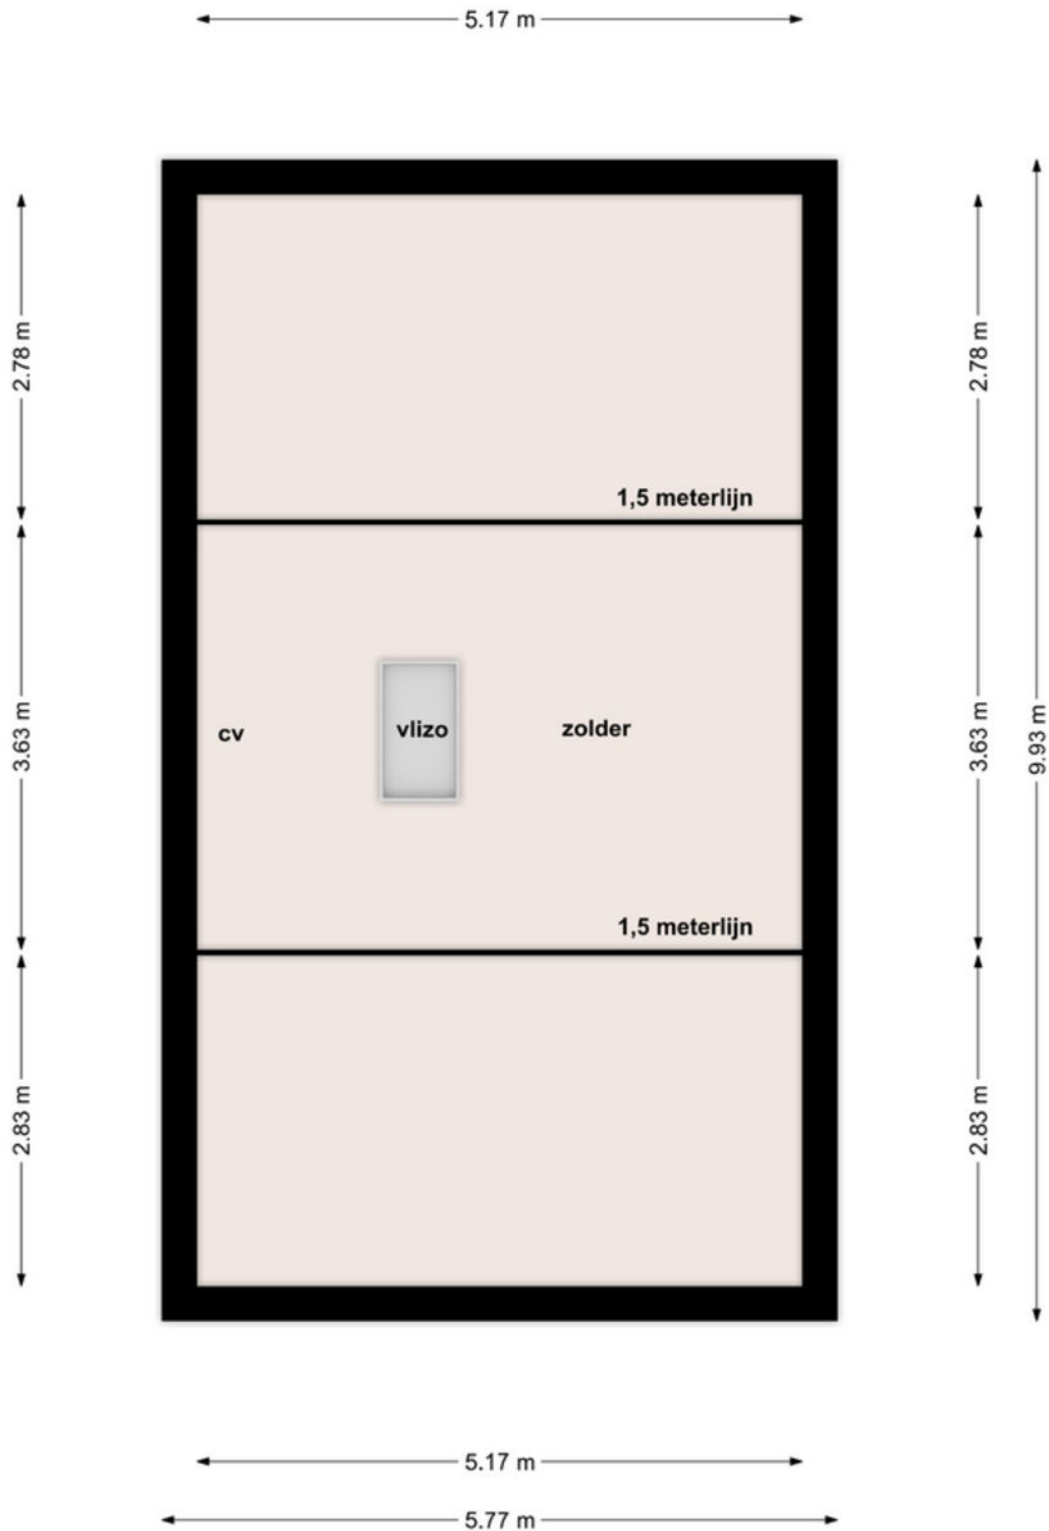 5.17 m
2.78 m
2.78 m
1,5 meterlijn
3.63 m
3.63 m
9.93 m
cv
vlizo
zolder
1,5 meterlijn
2.83 m
2.83 m
5.17 m
5.77 m